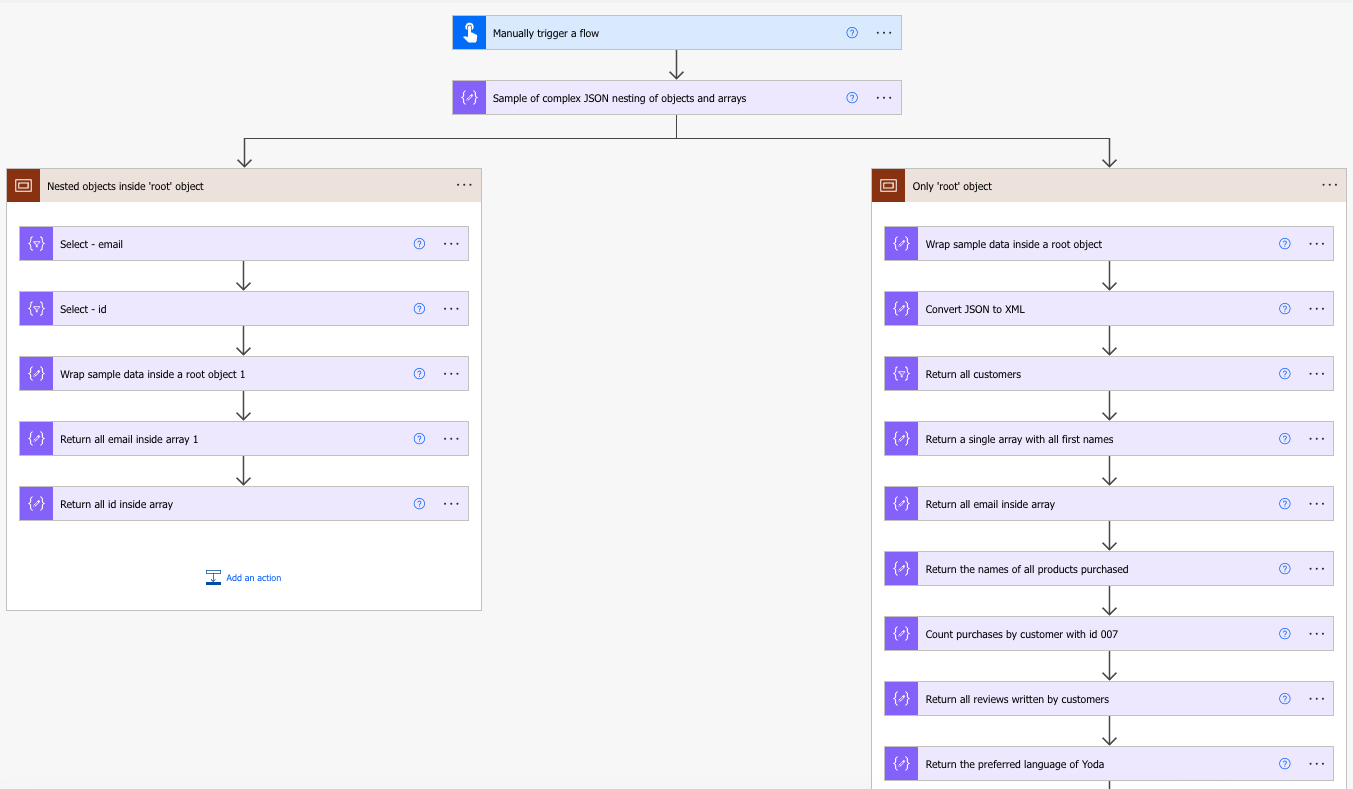 Manually trigger a flow
Sample of complex JSON nesting of objects and arrays
Nested objects inside 'root' object
Select - email
Select - id
Wrap sample data inside a root object 1
Return all email inside array 1
Return all id inside array
Add an action
Only 'root' object
Wrap sample data inside a root object
Convert JSON to XML
Return all customers
Return a single array with all first names
Return all email inside array
Return the names of all products purchased
Count purchases by customer with id 007
Return all reviews written by customers
Return the preferred language of Yoda